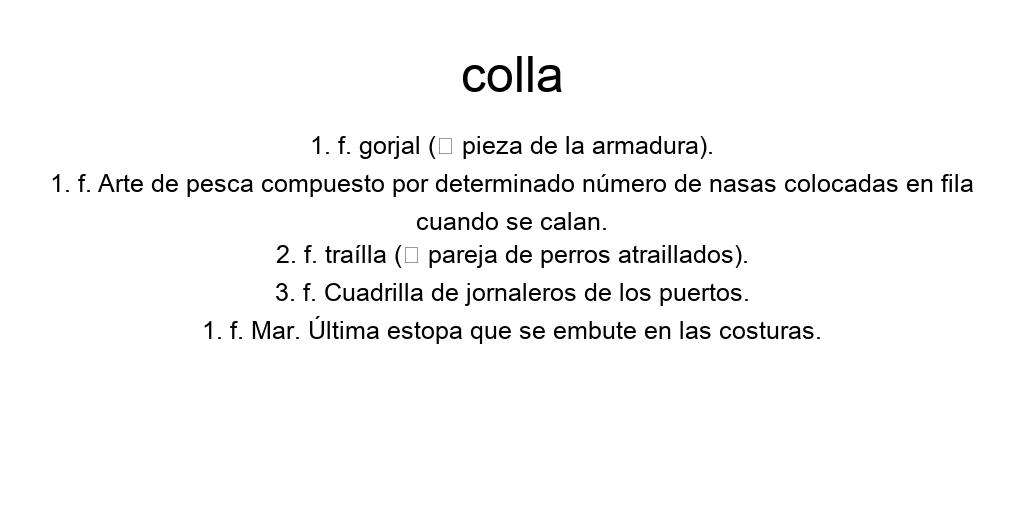 colla
1. f. gorjal (▯ pieza de la armadura).
1. f. Arte de pesca compuesto por determinado número de nasas colocadas en fila
cuando se calan.
2. f. traílla (▯ pareja de perros atraillados).
3. f. Cuadrilla de jornaleros de los puertos.
1. f. Mar. Última estopa que se embute en las costuras.